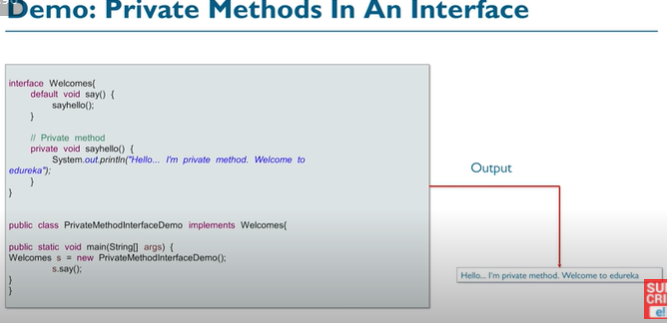 Demo: Private Methods In An Interface
interface Welcomes{
default void say() {
sayhello();
}
// Private method
private void sayhello() {
System.out.println("Hello... I'm private method. Welcome to
edureka");
}
}
public class PrivateMethodInterfaceDemo implements Welcomes{
public static void main(String[] args) {
Welcomes s = new PrivateMethodInterfaceDemo();
s.say();
}
}
Output
Hello... I'm private method. Welcome to edureka
SU
CRI
e!